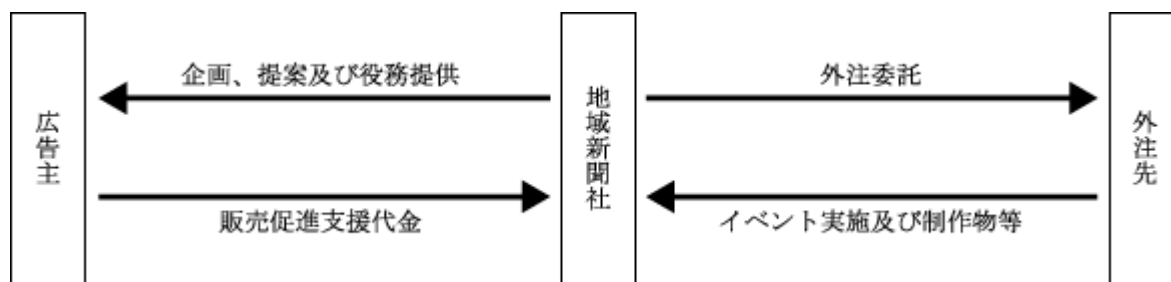 広告主
企画、提案及び役務提供
販売促進支援代金
地域新聞社
外注委託
イベント実施及び制作物等
外注先